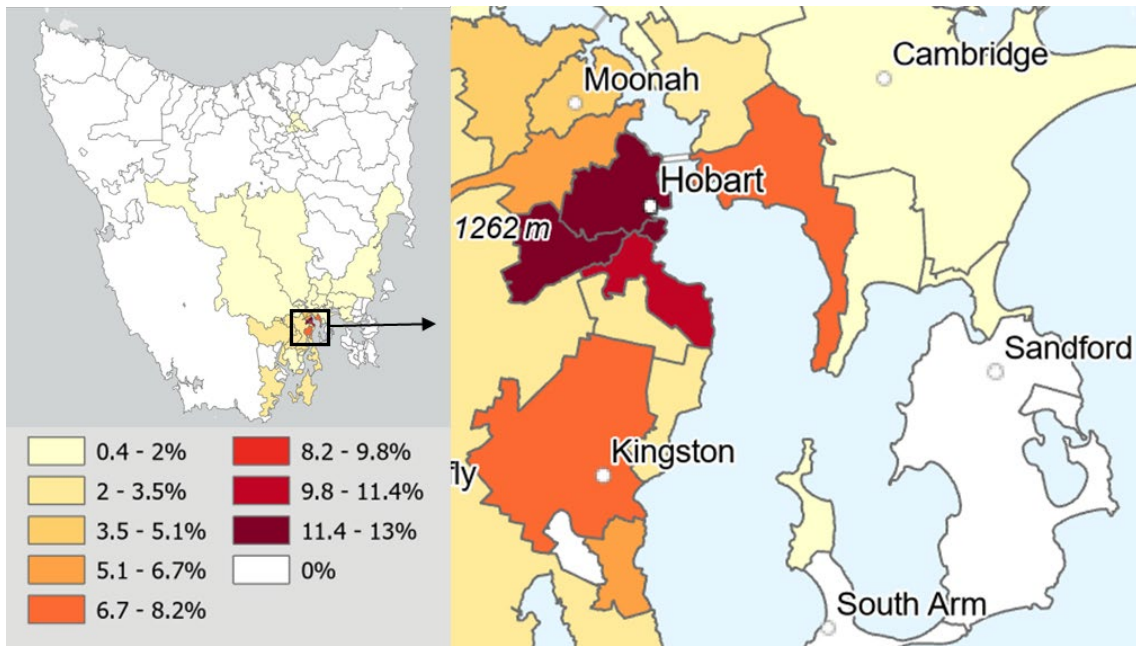 0.4 - 2%
2 - 3.5%
3.5 - 5.1%
5.1 - 6.7%
6.7 - 8.2%
8.2 - 9.8%
9.8 - 11.4%
11.4 - 13%
0%
Cambridge
Moonah
Hobart
1262 m
Sandford
Kingston
fly
South Arm